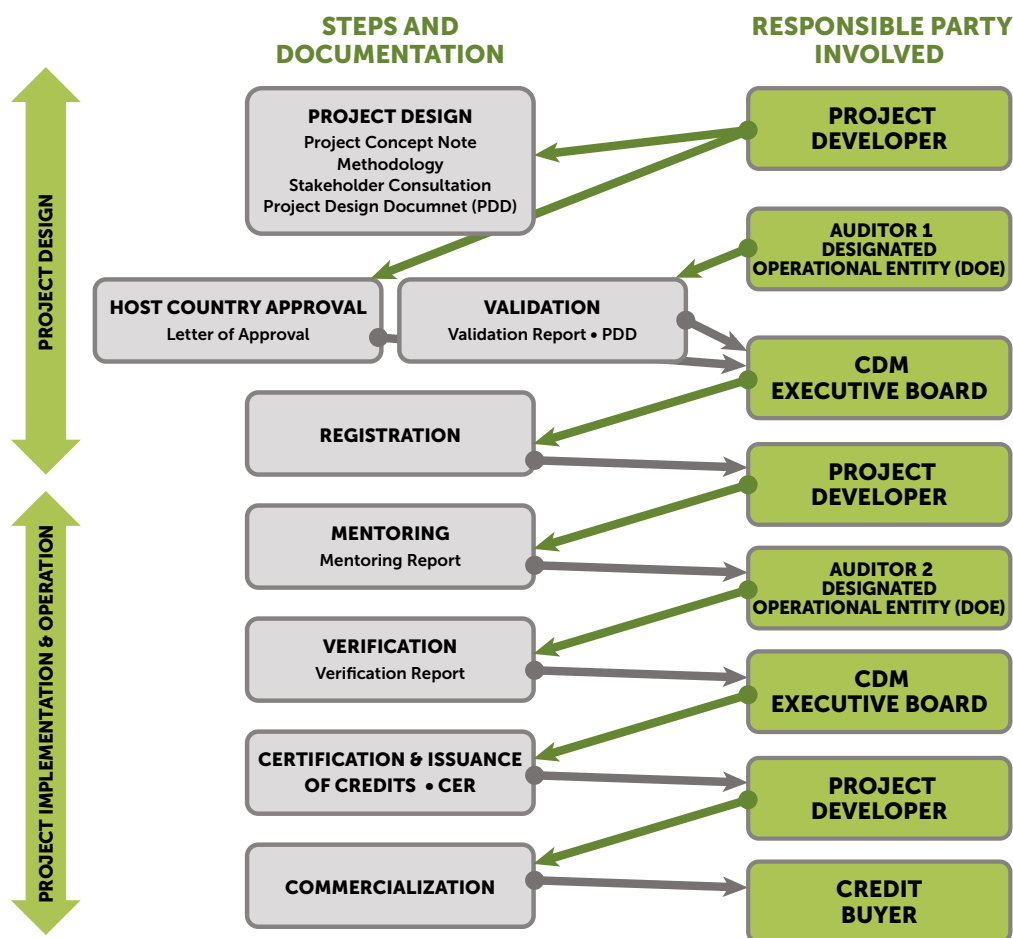 STEPS AND
DOCUMENTATION
RESPONSIBLE PARTY
INVOLVED
PROJECT DESIGN
PROJECT DESIGN
Project Concept Note
Methodology
Stakeholder Consultation
Project Design Documnet (PDD)
PROJECT
DEVELOPER
AUDITOR 1
DESIGNATED
OPERATIONAL ENTITY (DOE)
HOST COUNTRY APPROVAL
Letter of Approval
VALIDATION
Validation Report • PDD
CDM
EXECUTIVE BOARD
REGISTRATION
PROJECT
DEVELOPER
PROJECT IMPLEMENTATION & OPERATION
MENTORING
Mentoring Report
AUDITOR 2
DESIGNATED
OPERATIONAL ENTITY (DOE)
VERIFICATION
Verification Report
CDM
EXECUTIVE BOARD
CERTIFICATION & ISSUANCE
OF CREDITS • CER
PROJECT
DEVELOPER
COMMERCIALIZATION
CREDIT
BUYER